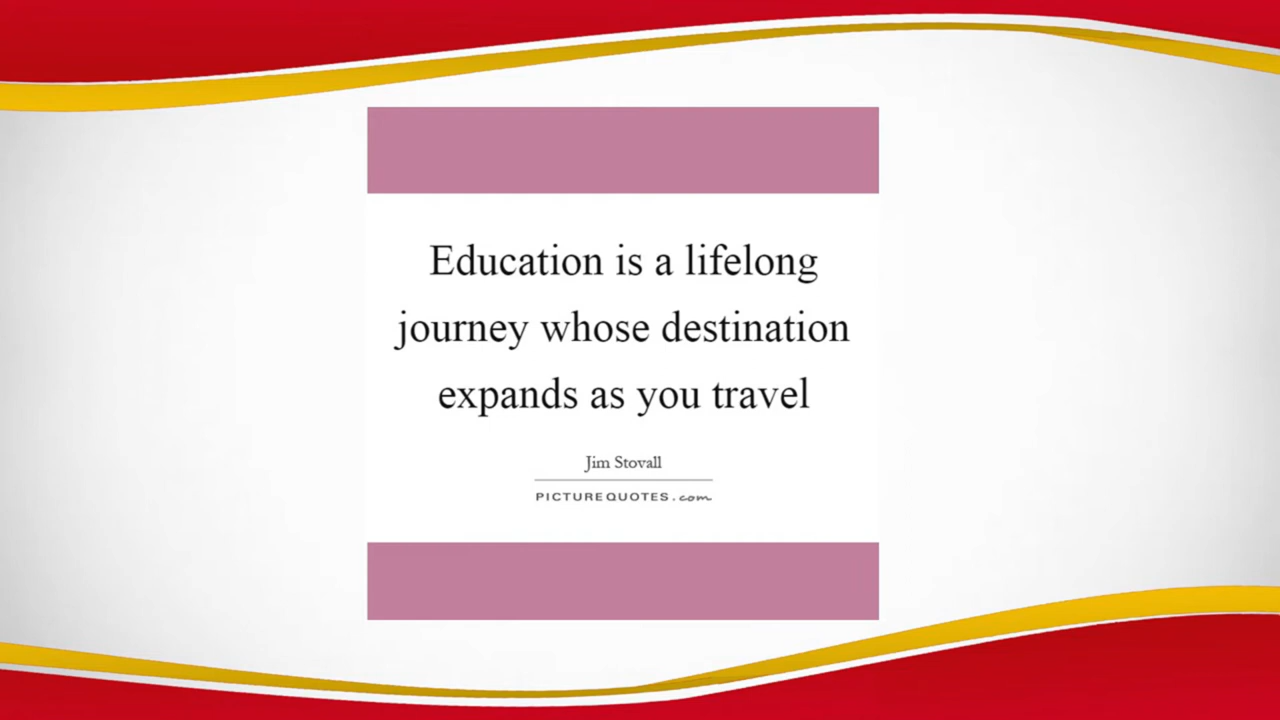 Education is a lifelong
journey whose destination
expands as you travel
Jim Stovall
PICTUREQUOTES.com